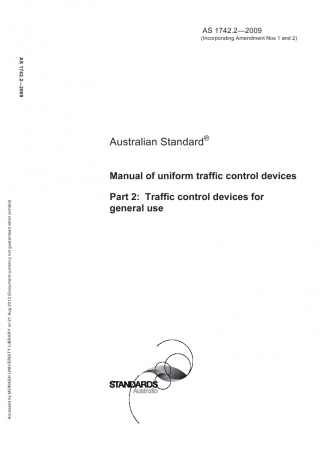 AS 1742.2—2009
(Incorporating Amendment Nos 1 and 2)
AS 1742.2—2009
Australian Standard®
Manual of uniform traffic control devices
Part 2: Traffic control devices for
general use
Accessed by MONASH UNIVERSITY LIBRARY on 21 Aug 2013 (Document currency not guaranteed when printed)
STANDARDS
Australia